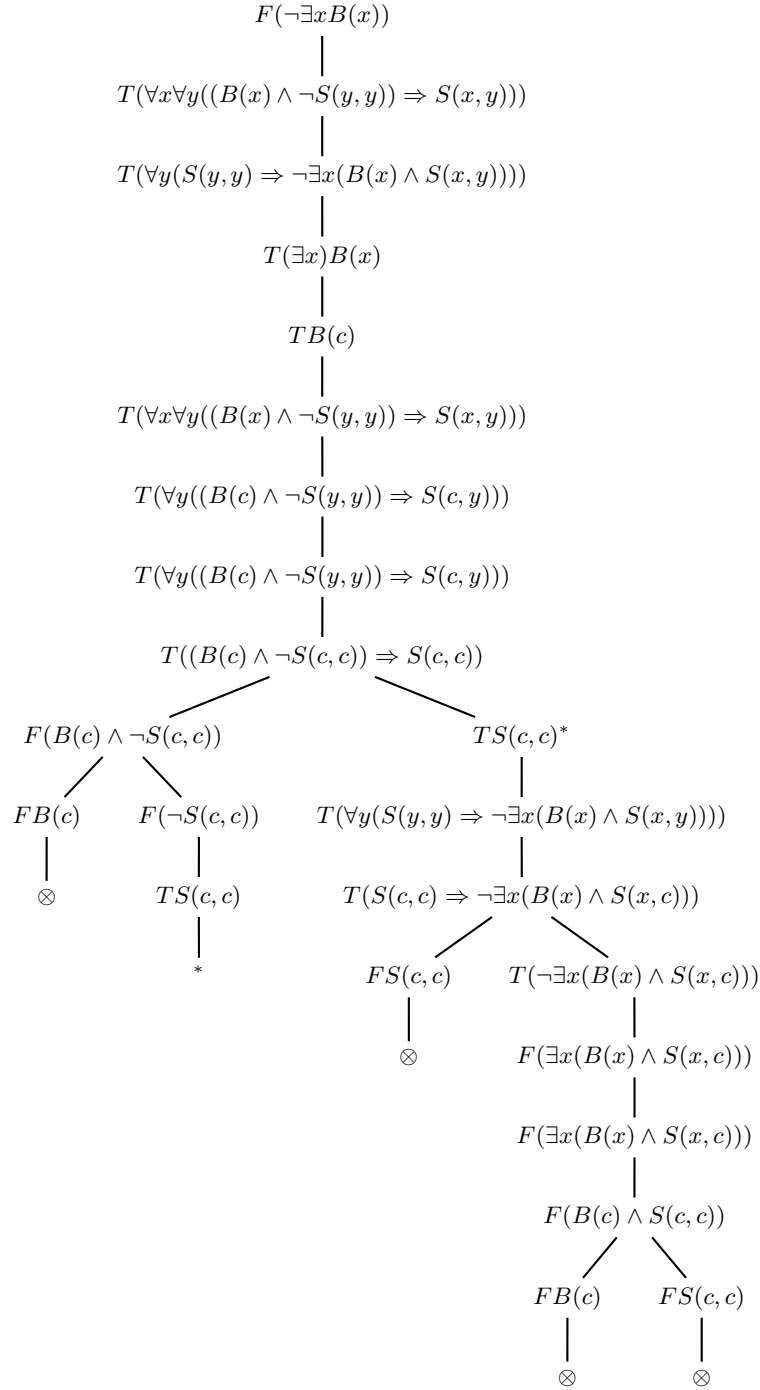 F(¬∃xB(x))
T(∀x∀y((B(x) ∧ ¬S(y, y)) ⇒ S(x, y)))
T(∀y(S(y, y) ⇒ ¬∃x(B(x) ∧ S(x, y))))
T(∃x)B(x)
TB(c)
T(∀x∀y((B(x) ∧ ¬S(y, y)) ⇒ S(x, y)))
T(∀y((B(c) ∧ ¬S(y, y)) ⇒ S(c, y)))
T(∀y((B(c) ∧ ¬S(y, y)) ⇒ S(c, y)))
T((B(c) ∧ ¬S(c, c)) ⇒ S(c, c))
F(B(c) ∧ ¬S(c, c)) TS(c, c)*
FB(c) F(¬S(c, c)) T(∀y(S(y, y) ⇒ ¬∃x(B(x) ∧ S(x, y))))
⊗ TS(c, c) T(S(c, c) ⇒ ¬∃x(B(x) ∧ S(x, c)))
* FS(c, c) T(¬∃x(B(x) ∧ S(x, c)))
⊗ F(∃x(B(x) ∧ S(x, c)))
F(∃x(B(x) ∧ S(x, c)))
F(B(c) ∧ S(c, c))
FB(c) FS(c, c)
⊗ ⊗